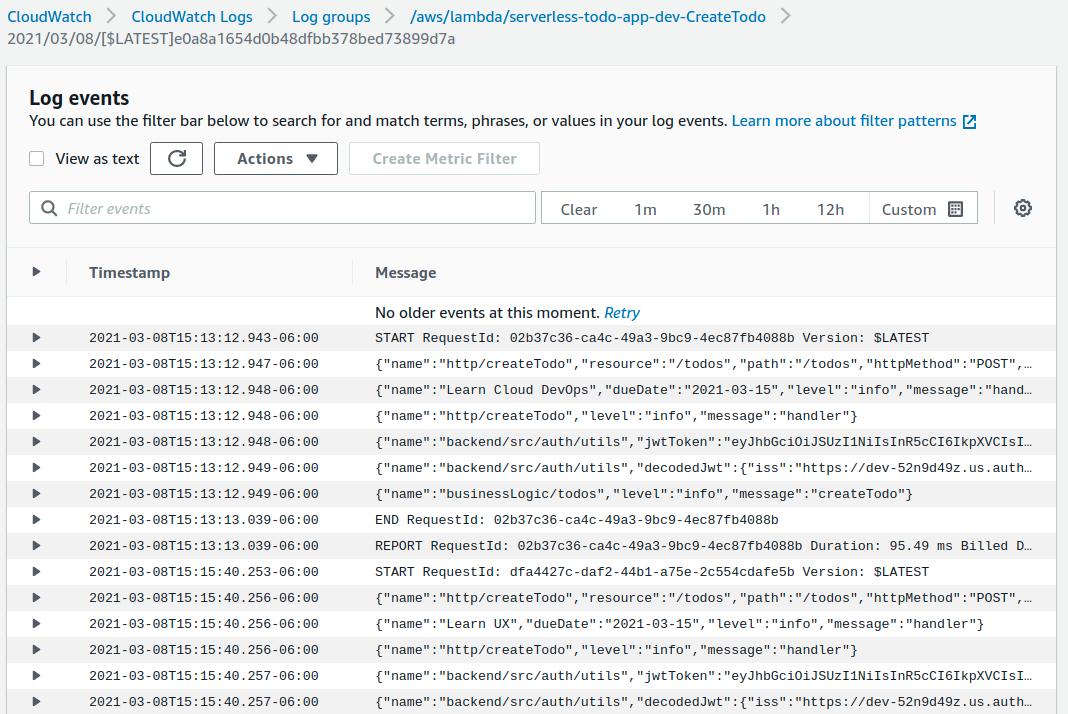 CloudWatch CloudWatch Logs Log groups /aws/lambda/serverless-todo-app-dev-CreateTodo
2021/03/08/[$LATEST]e0a8a1654d0b48dfbb378bed73899d7a
Log events
You can use the filter bar below to search for and match terms, phrases, or values in your log events. Learn more about filter patterns
View as text Actions Create Metric Filter
Filter events Clear 1m 30m 1h 12h Custom
Timestamp Message
No older events at this moment. Retry
2021-03-08T15:13:12.943-06:00 START RequestId: 02b37c36-ca4c-49a3-9bc9-4ec87fb4088b Version: $LATEST
2021-03-08T15:13:12.947-06:00 {"name":"http/createTodo","resource":"/todos","path":"/todos","httpMethod":"POST",…
2021-03-08T15:13:12.948-06:00 {"name":"Learn Cloud DevOps","dueDate":"2021-03-15","level":"info","message":"hand…
2021-03-08T15:13:12.948-06:00 {"name":"http/createTodo","level":"info","message":"handler"}
2021-03-08T15:13:12.948-06:00 {"name":"backend/src/auth/utils","jwtToken":"eyJhbGciOiJSUzI1NiIsInR5cCI6IkpXVCIsI…
2021-03-08T15:13:12.949-06:00 {"name":"backend/src/auth/utils","decodedJwt":{"iss":"https://dev-52n9d49z.us.auth…
2021-03-08T15:13:12.949-06:00 {"name":"businessLogic/todos","level":"info","message":"createTodo"}
2021-03-08T15:13:13.039-06:00 END RequestId: 02b37c36-ca4c-49a3-9bc9-4ec87fb4088b
2021-03-08T15:13:13.039-06:00 REPORT RequestId: 02b37c36-ca4c-49a3-9bc9-4ec87fb4088b Duration: 95.49 ms Billed D…
2021-03-08T15:15:40.253-06:00 START RequestId: dfa4427c-daf2-44b1-a75e-2c554cdafe5b Version: $LATEST
2021-03-08T15:15:40.256-06:00 {"name":"http/createTodo","resource":"/todos","path":"/todos","httpMethod":"POST",…
2021-03-08T15:15:40.256-06:00 {"name":"Learn UX","dueDate":"2021-03-15","level":"info","message":"handler"}
2021-03-08T15:15:40.256-06:00 {"name":"http/createTodo","level":"info","message":"handler"}
2021-03-08T15:15:40.257-06:00 {"name":"backend/src/auth/utils","jwtToken":"eyJhbGciOiJSUzI1NiIsInR5cCI6IkpXVCIsI…
2021-03-08T15:15:40.257-06:00 {"name":"backend/src/auth/utils","decodedJwt":{"iss":"https://dev-52n9d49z.us.auth…